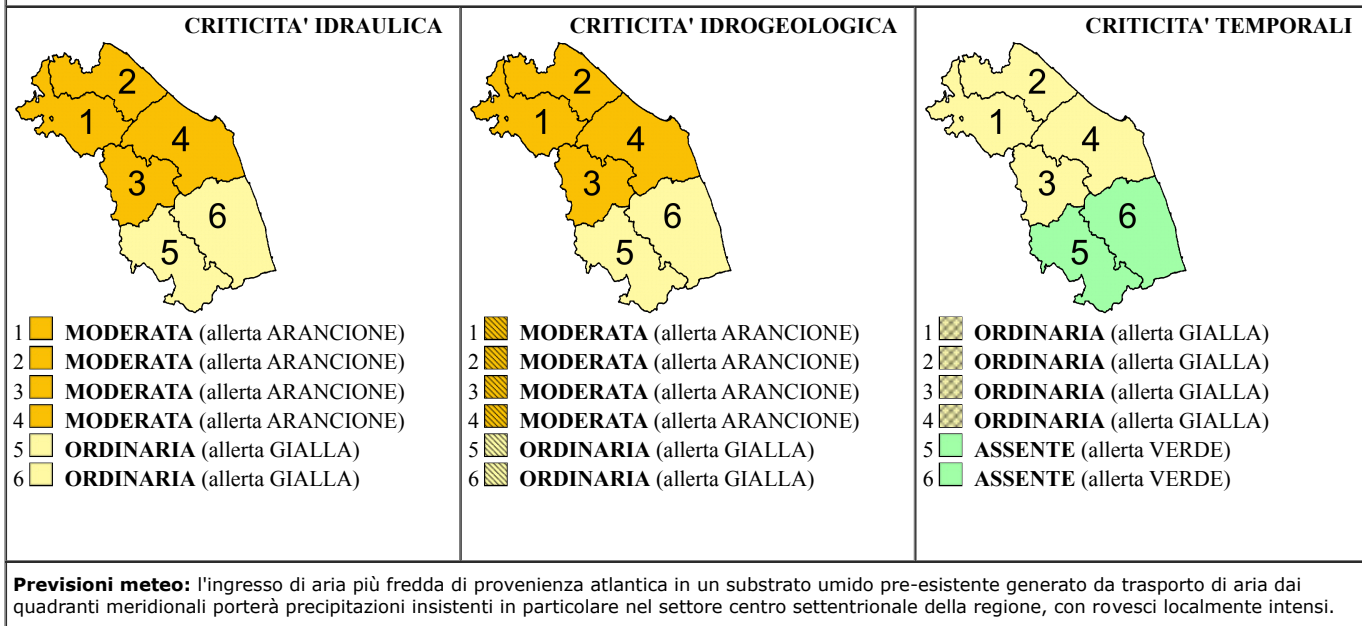 CRITICITA' IDRAULICA
2
1
4
3
6
5
1 MODERATA (allerta ARANCIONE)
2 MODERATA (allerta ARANCIONE)
3 MODERATA (allerta ARANCIONE)
4 MODERATA (allerta ARANCIONE)
5 ORDINARIA (allerta GIALLA)
6 ORDINARIA (allerta GIALLA)
CRITICITA' IDROGEOLOGICA
2
1
4
3
6
5
1 MODERATA (allerta ARANCIONE)
2 MODERATA (allerta ARANCIONE)
3 MODERATA (allerta ARANCIONE)
4 MODERATA (allerta ARANCIONE)
5 ORDINARIA (allerta GIALLA)
6 ORDINARIA (allerta GIALLA)
CRITICITA' TEMPORALI
2
1
4
3
6
5
1 ORDINARIA (allerta GIALLA)
2 ORDINARIA (allerta GIALLA)
3 ORDINARIA (allerta GIALLA)
4 ORDINARIA (allerta GIALLA)
5 ASSENTE (allerta VERDE)
6 ASSENTE (allerta VERDE)
Previsioni meteo: l'ingresso di aria più fredda di provenienza atlantica in un substrato umido pre-esistente generato da trasporto di aria dai
quadranti meridionali porterà precipitazioni insistenti in particolare nel settore centro settentrionale della regione, con rovesci localmente intensi.